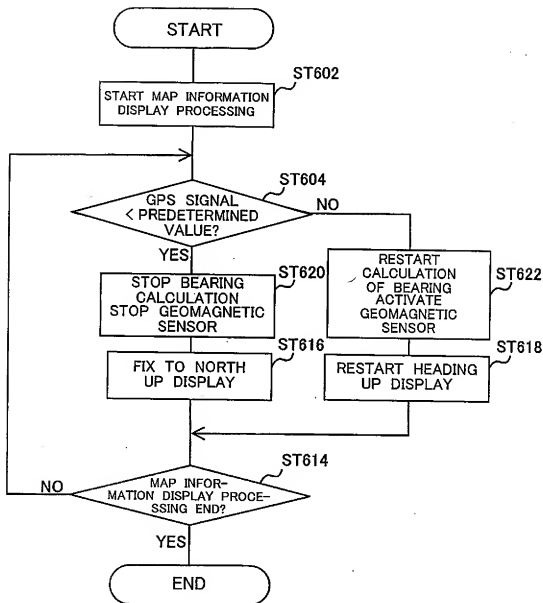 START
ST602
START MAP INFORMATION
DISPLAY PROCESSING
ST604
GPS SIGNAL
< PREDETERMINED
VALUE?
NO
YES
ST620
STOP BEARING
CALCULATION
STOP GEOMAGNETIC
SENSOR
RESTART
CALCULATION
OF BEARING
ACTIVATE
GEOMAGNETIC
SENSOR
ST622
ST616
FIX TO NORTH
UP DISPLAY
ST618
RESTART HEADING
UP DISPLAY
ST614
MAP INFOR-
MATION DISPLAY PROCE-
SSING END?
NO
YES
END